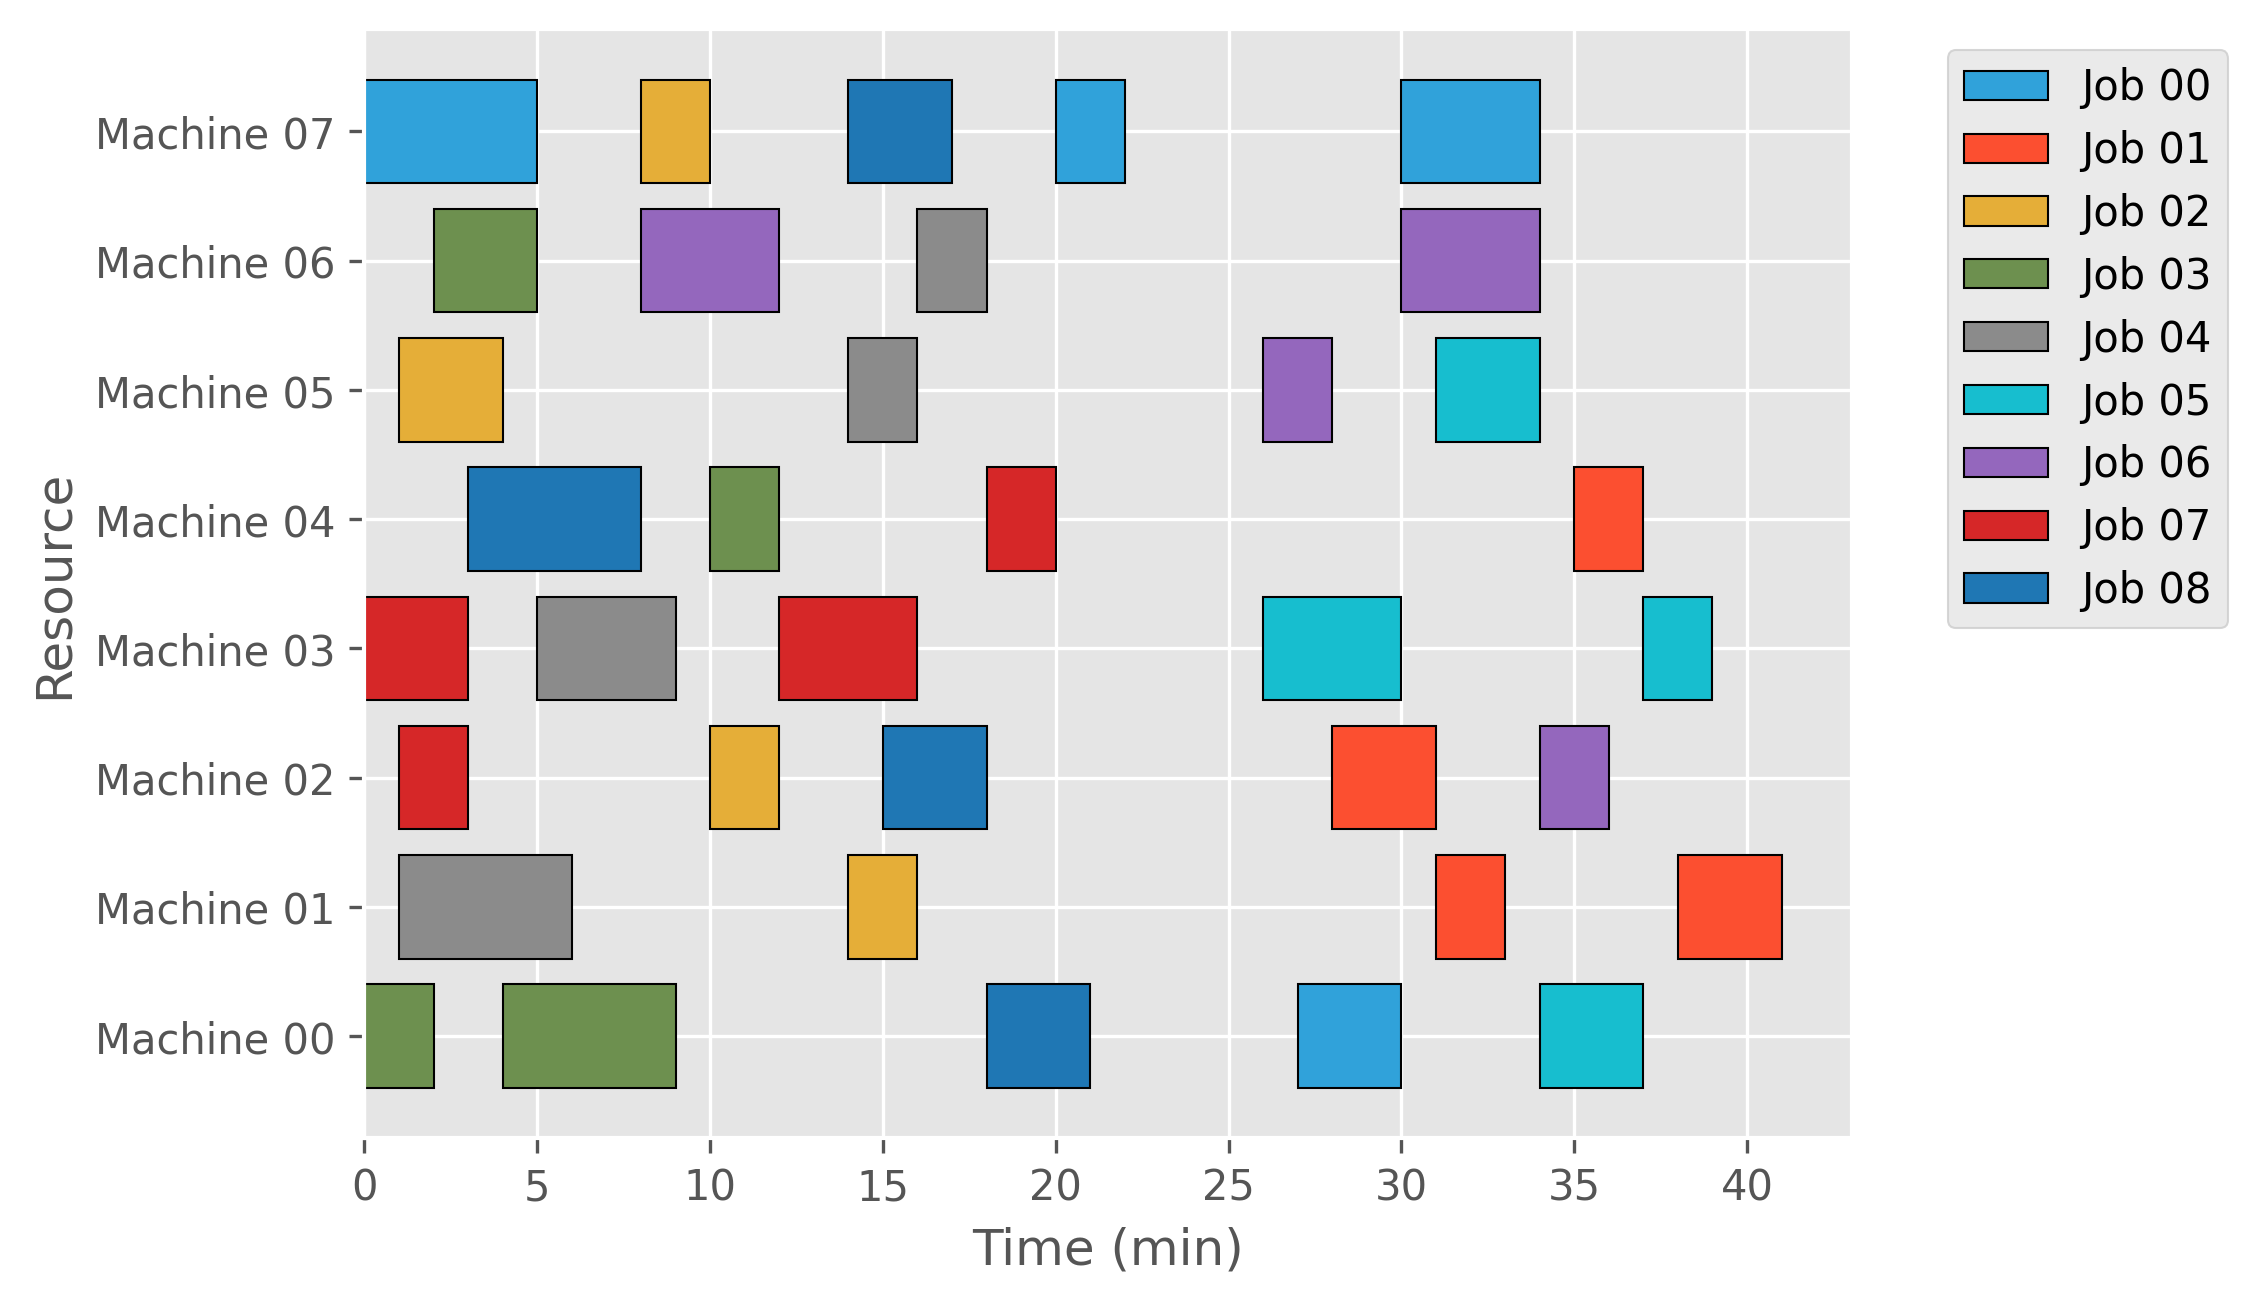 Machine 07
Machine 06
Machine 05
Machine 04
Machine 03
Machine 02
Machine 01
Machine 00
Resource
0 5 10 15 20 25 30 35 40
Time (min)
Job 00
Job 01
Job 02
Job 03
Job 04
Job 05
Job 06
Job 07
Job 08